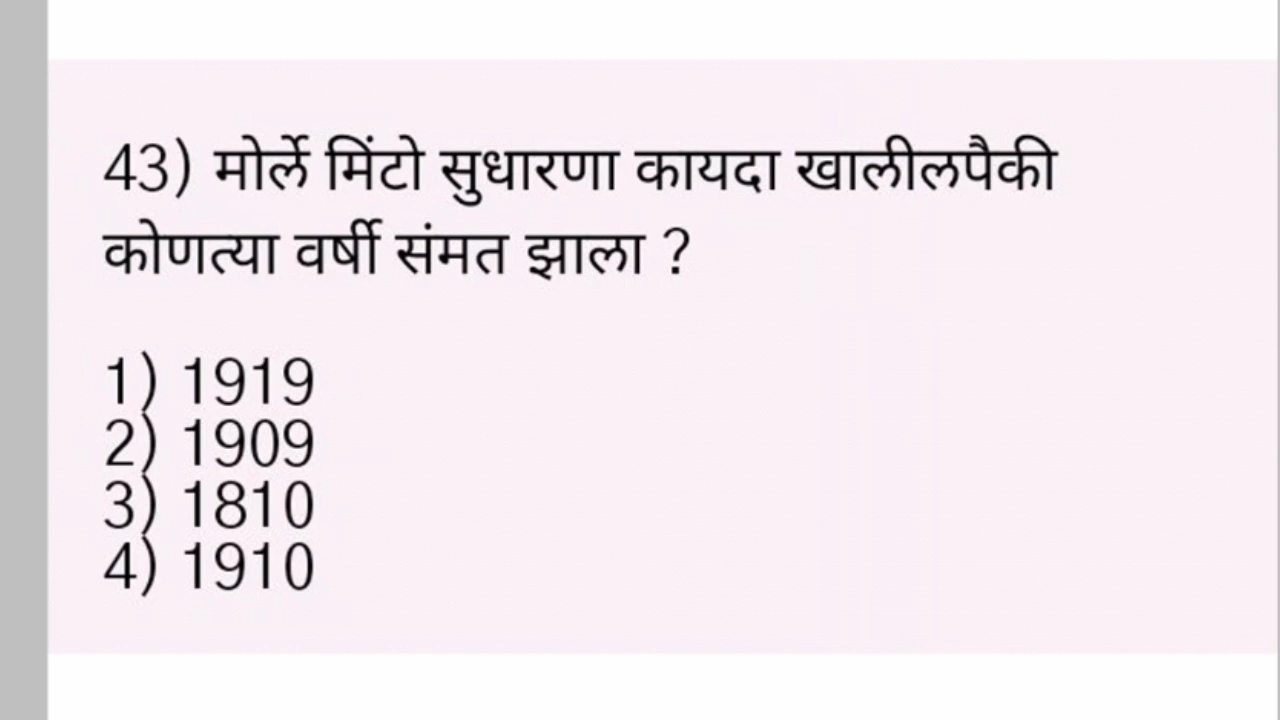 43) मोर्ले मिंटो सुधारणा कायदा खालीलपैकी
कोणत्या वर्षी संमत झाला ?
1) 1919
2) 1909
3) 1810
4) 1910